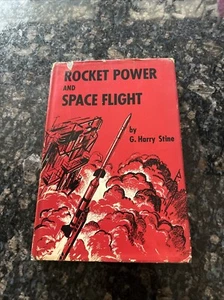 ROCKET POWER
AND
SPACE FLIGHT
by
G. Harry Stine